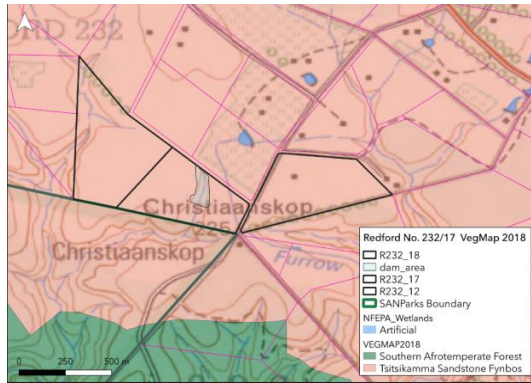 RD 232
Christiaanskop
Christiaanskop
Furrow
Redford No. 232/17 VegMap 2018
R232_18
dam_area
R232_17
R232_12
SANParks Boundary
NFEPA_Wetlands
Artificial
VEGMAP2018
Southern Afrotemperate Forest
Tsitsikamma Sandstone Fynbos
0 250 500 m